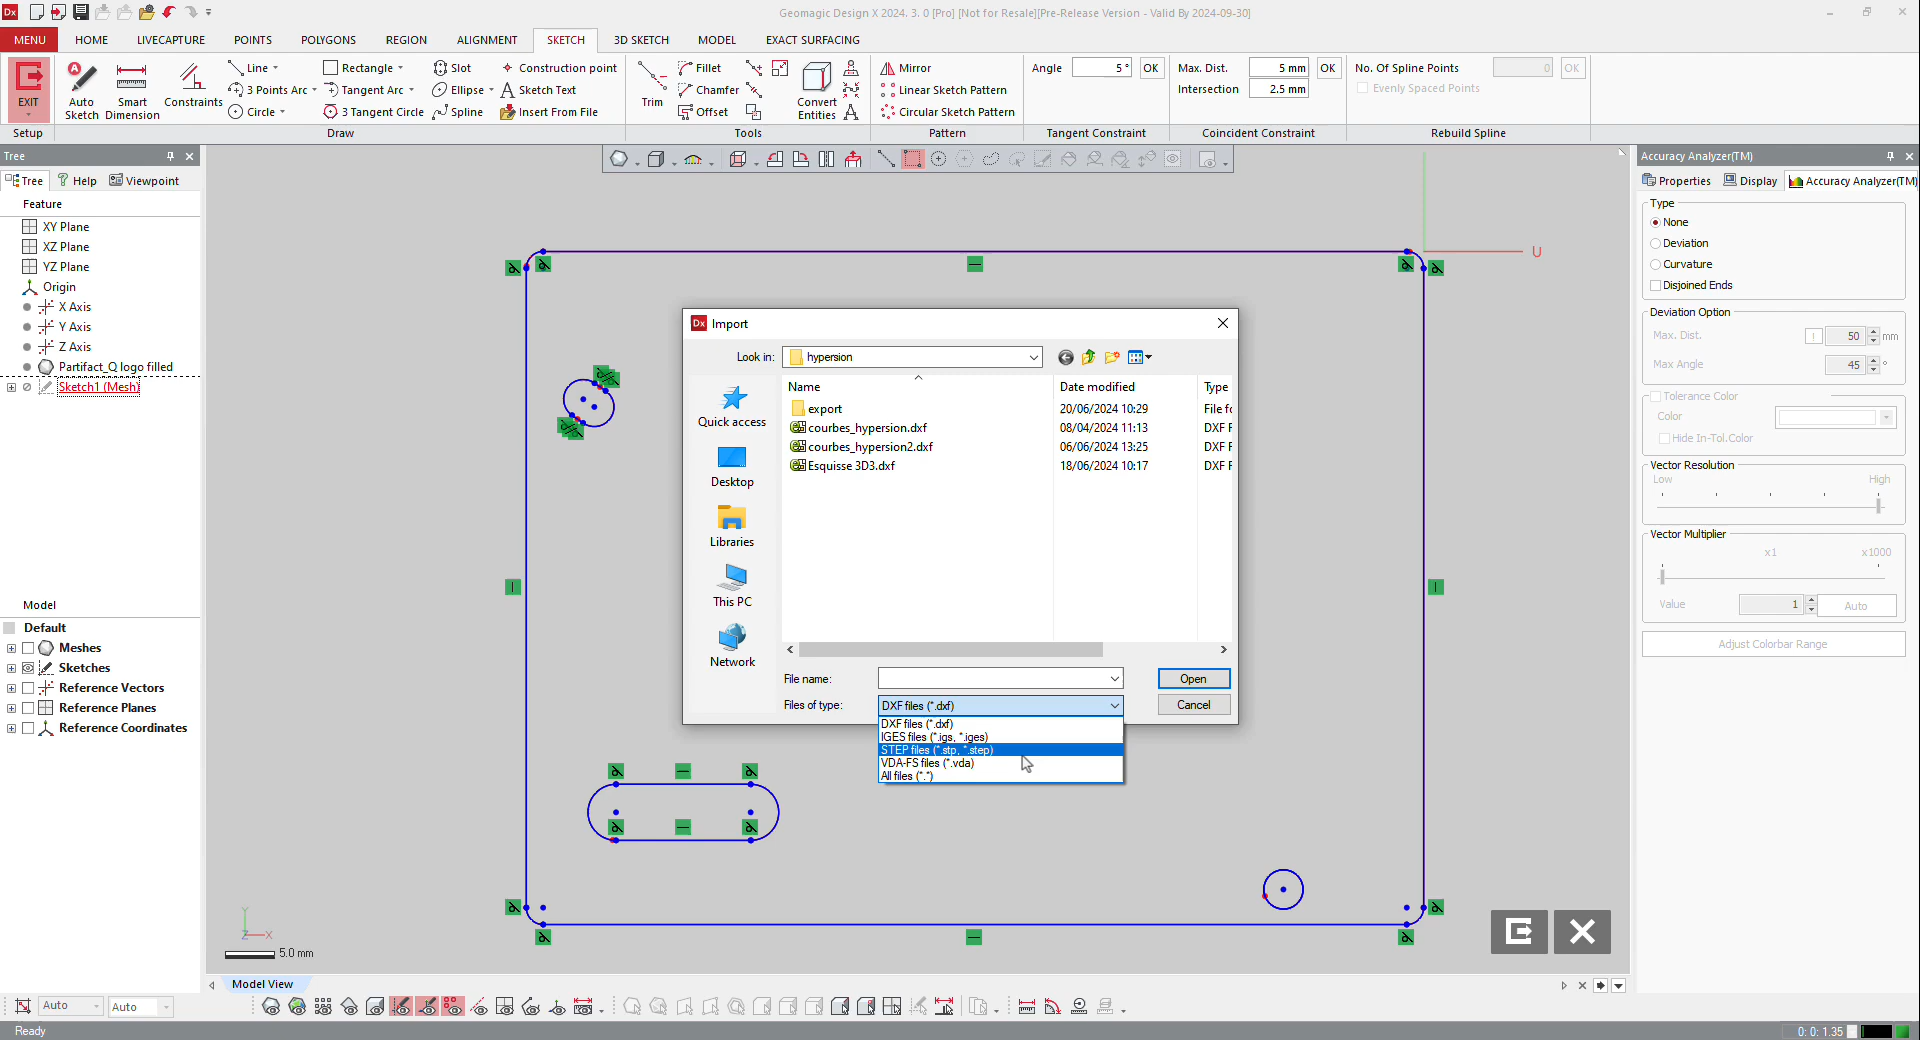 Dx
Geomagic Design X 2024. 3. 0 [Pro] [Not for Resale][Pre-Release Version - Valid By 2024-09-30]
MENU HOME LIVECAPTURE POINTS POLYGONS REGION ALIGNMENT SKETCH 3D SKETCH MODEL EXACT SURFACING
EXIT
Setup
Auto Sketch
Smart Dimension
Constraints
Line
3 Points Arc
Circle
Rectangle
Tangent Arc
3 Tangent Circle
Slot
Ellipse
Spline
Construction point
Sketch Text
Insert From File
Draw
Trim
Fillet
Chamfer
Offset
Convert Entities
Tools
Mirror
Linear Sketch Pattern
Circular Sketch Pattern
Pattern
Angle 5 ° OK
Tangent Constraint
Max. Dist. 5 mm OK
Intersection 2.5 mm
Coincident Constraint
No. Of Spline Points 0 OK
Evenly Spaced Points
Rebuild Spline
Tree
Tree Help Viewpoint
Feature
XY Plane
XZ Plane
YZ Plane
Origin
X Axis
Y Axis
Z Axis
Partifact_Q logo filled
Sketch1 (Mesh)
Model
Default
Meshes
Sketches
Reference Vectors
Reference Planes
Reference Coordinates
U
Dx Import
Look in: hypersion
Quick access
Desktop
Libraries
This PC
Network
Name Date modified Type
export 20/06/2024 10:29 File fo
courbes_hypersion.dxf 08/04/2024 11:13 DXF F
courbes_hypersion2.dxf 06/06/2024 13:25 DXF F
Esquisse 3D3.dxf 18/06/2024 10:17 DXF F
File name: Open
Files of type: DXF files (*.dxf) Cancel
DXF files (*.dxf)
IGES files (*.igs, *.iges)
STEP files (*.stp, *.step)
VDA-FS files (*.vda)
All files (*.*)
Y
Z X
5.0 mm
Model View
Auto Auto
Ready
0: 0: 1.35
Accuracy Analyzer(TM)
Properties Display Accuracy Analyzer(TM)
Type
None
Deviation
Curvature
Disjoined Ends
Deviation Option
Max. Dist. 50 mm
Max Angle 45 °
Tolerance Color
Color
Hide In-Tol.Color
Vector Resolution
Low High
Vector Multiplier
x1 x1000
Value 1 Auto
Adjust Colorbar Range